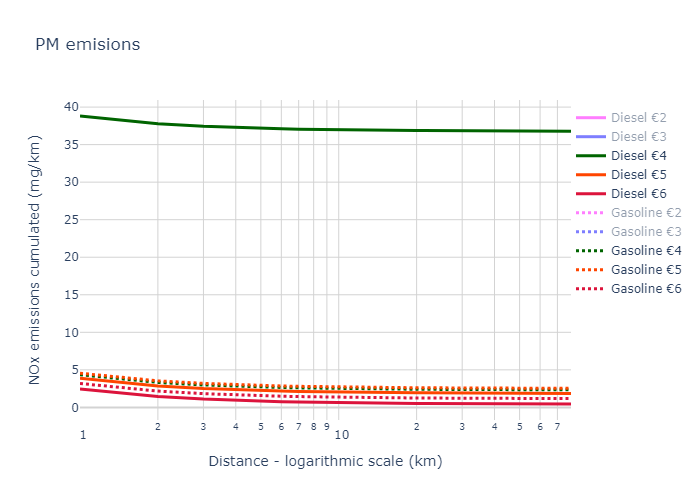 PM emisions
NOx emissions cumulated (mg/km)
40
35
30
25
20
15
10
5
0
1
2
3
4
5
6
7
8
9
10
2
3
4
5
6
7
Distance - logarithmic scale (km)
Diesel €2
Diesel €3
Diesel €4
Diesel €5
Diesel €6
Gasoline €2
Gasoline €3
Gasoline €4
Gasoline €5
Gasoline €6